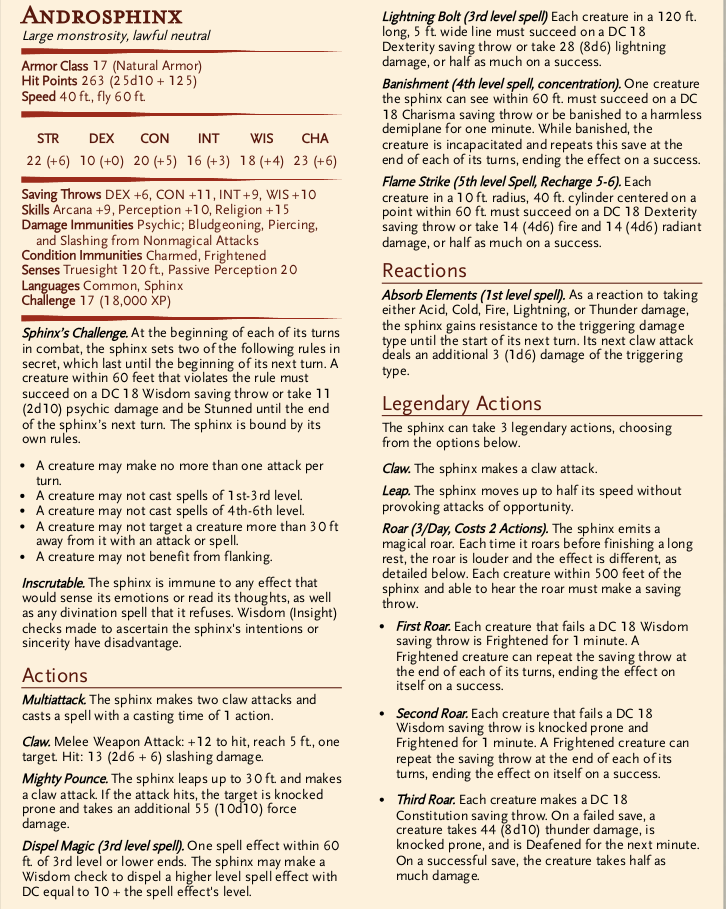 Androsphinx
Large monstrosity, lawful neutral
Armor Class 17 (Natural Armor)
Hit Points 263 (25d10 + 125)
Speed 40 ft., fly 60 ft.
STR DEX CON INT WIS CHA
22 (+6) 10 (+0) 20 (+5) 16 (+3) 18 (+4) 23 (+6)
Saving Throws DEX +6, CON +11, INT +9, WIS +10
Skills Arcana +9, Perception +10, Religion +15
Damage Immunities Psychic; Bludgeoning, Piercing,
and Slashing from Nonmagical Attacks
Condition Immunities Charmed, Frightened
Senses Truesight 120 ft., Passive Perception 20
Languages Common, Sphinx
Challenge 17 (18,000 XP)
Sphinx's Challenge. At the beginning of each of its turns
in combat, the sphinx sets two of the following rules in
secret, which last until the beginning of its next turn. A
creature within 60 feet that violates the rule must
succeed on a DC 18 Wisdom saving throw or take 11
(2d10) psychic damage and be Stunned until the end
of the sphinx's next turn. The sphinx is bound by its
own rules.
• A creature may make no more than one attack per
turn.
• A creature may not cast spells of 1st-3rd level.
• A creature may not cast spells of 4th-6th level.
• A creature may not target a creature more than 30 ft
away from it with an attack or spell.
• A creature may not benefit from flanking.
Inscrutable. The sphinx is immune to any effect that
would sense its emotions or read its thoughts, as well
as any divination spell that it refuses. Wisdom (Insight)
checks made to ascertain the sphinx's intentions or
sincerity have disadvantage.
Actions
Multiattack. The sphinx makes two claw attacks and
casts a spell with a casting time of 1 action.
Claw. Melee Weapon Attack: +12 to hit, reach 5 ft., one
target. Hit: 13 (2d6 + 6) slashing damage.
Mighty Pounce. The sphinx leaps up to 30 ft. and makes
a claw attack. If the attack hits, the target is knocked
prone and takes an additional 55 (10d10) force
damage.
Dispel Magic (3rd level spell). One spell effect within 60
ft. of 3rd level or lower ends. The sphinx may make a
Wisdom check to dispel a higher level spell effect with
DC equal to 10 + the spell effect's level.
Lightning Bolt (3rd level spell) Each creature in a 120 ft.
long, 5 ft. wide line must succeed on a DC 18
Dexterity saving throw or take 28 (8d6) lightning
damage, or half as much on a success.
Banishment (4th level spell, concentration). One creature
the sphinx can see within 60 ft. must succeed on a DC
18 Charisma saving throw or be banished to a harmless
demiplane for one minute. While banished, the
creature is incapacitated and repeats this save at the
end of each of its turns, ending the effect on a success.
Flame Strike (5th level Spell, Recharge 5-6). Each
creature in a 10 ft. radius, 40 ft. cylinder centered on a
point within 60 ft. must succeed on a DC 18 Dexterity
saving throw or take 14 (4d6) fire and 14 (4d6) radiant
damage, or half as much on a success.
Reactions
Absorb Elements (1st level spell). As a reaction to taking
either Acid, Cold, Fire, Lightning, or Thunder damage,
the sphinx gains resistance to the triggering damage
type until the start of its next turn. Its next claw attack
deals an additional 3 (1d6) damage of the triggering
type.
Legendary Actions
The sphinx can take 3 legendary actions, choosing
from the options below.
Claw. The sphinx makes a claw attack.
Leap. The sphinx moves up to half its speed without
provoking attacks of opportunity.
Roar (3/Day, Costs 2 Actions). The sphinx emits a
magical roar. Each time it roars before finishing a long
rest, the roar is louder and the effect is different, as
detailed below. Each creature within 500 feet of the
sphinx and able to hear the roar must make a saving
throw.
• First Roar. Each creature that fails a DC 18 Wisdom
saving throw is Frightened for 1 minute. A
Frightened creature can repeat the saving throw at
the end of each of its turns, ending the effect on
itself on a success.
• Second Roar. Each creature that fails a DC 18
Wisdom saving throw is knocked prone and
Frightened for 1 minute. A Frightened creature can
repeat the saving throw at the end of each of its
turns, ending the effect on itself on a success.
• Third Roar. Each creature makes a DC 18
Constitution saving throw. On a failed save, a
creature takes 44 (8d10) thunder damage, is
knocked prone, and is Deafened for the next minute.
On a successful save, the creature takes half as
much damage.